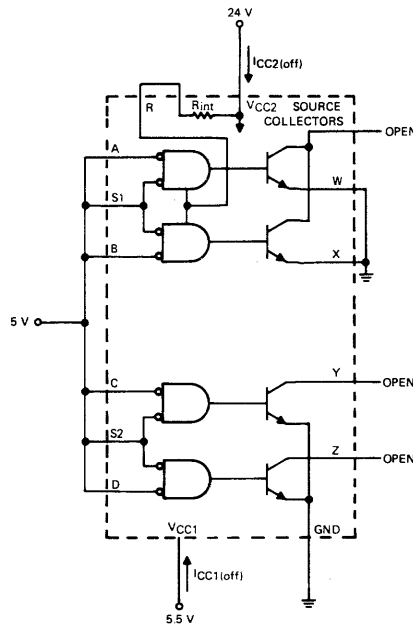 24 V
ICC2(off)
R
Rint
VCC2
SOURCE
COLLECTORS
OPEN
A
W
S1
B
X
5 V
C
Y
OPEN
S2
Z
OPEN
D
VCC1
GND
ICC1(off)
5.5 V